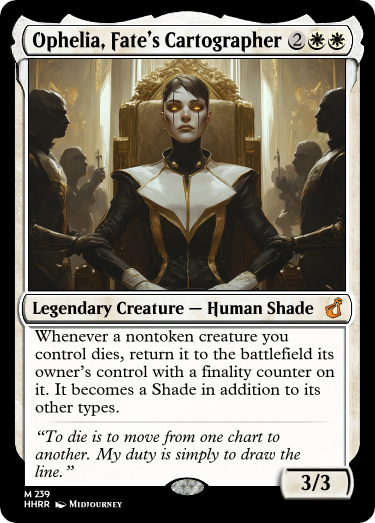 Ophelia, Fate's Cartographer 2
Legendary Creature — Human Shade
Whenever a nontoken creature you
control dies, return it to the battlefield its
owner's control with a finality counter on
it. It becomes a Shade in addition to its
other types.
“To die is to move from one chart to
another. My duty is simply to draw the
line.”
3/3
M 239
HHRR MIDJOURNEY